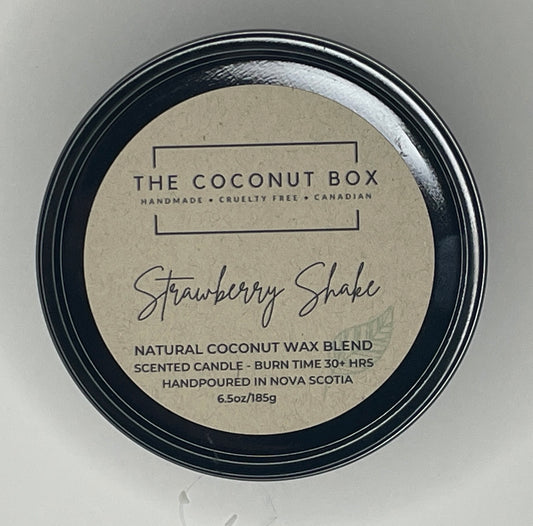 THE COCONUT BOX
HANDMADE • CRUELTY FREE • CANADIAN
Strawberry Shake
NATURAL COCONUT WAX BLEND
SCENTED CANDLE - BURN TIME 30+ HRS
HANDPOURED IN NOVA SCOTIA
6.5oz/185g